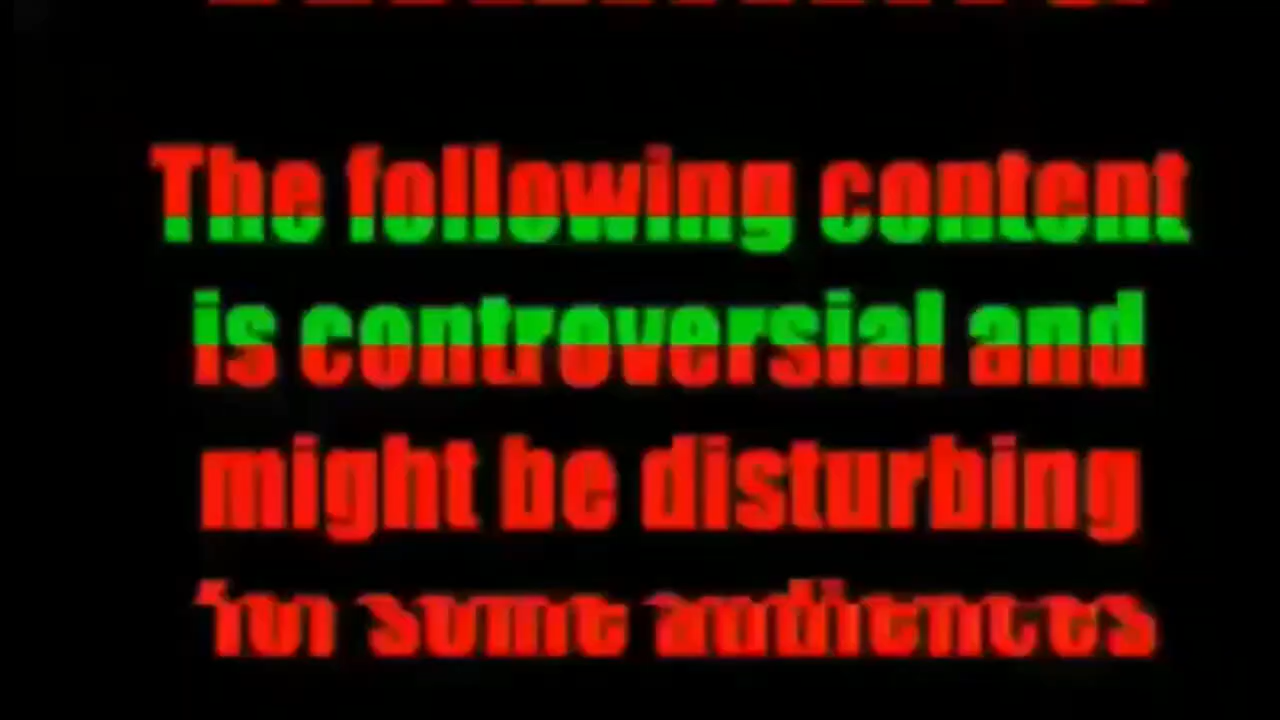 The following content
is controversial and
might be disturbing
for some audiences